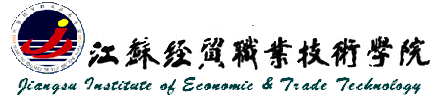 江蘇經貿職業技術學院
Jiangsu Institute of Economic & Trade Technology